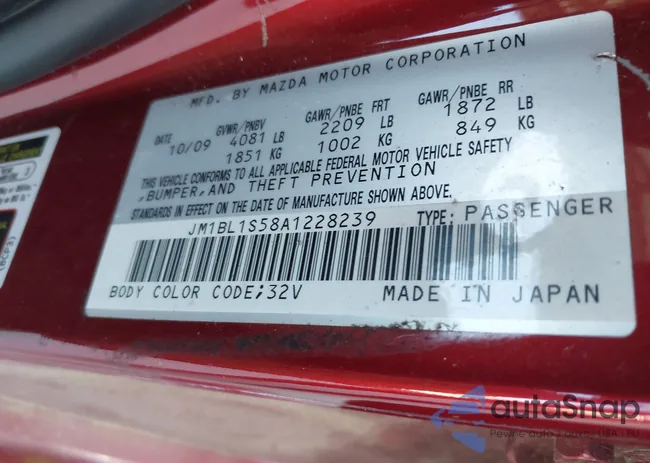 MFD. BY MAZDA MOTOR CORPORATION
DATE GVWR/PNBV GAWR/PNBE FRT GAWR/PNBE RR
10/09 4081 LB 2209 LB 1872 LB
1851 KG 1002 KG 849 KG
THIS VEHICLE CONFORMS TO ALL APPLICABLE FEDERAL MOTOR VEHICLE SAFETY
,BUMPER,AND THEFT PREVENTION
STANDARDS IN EFFECT ON THE DATE OF MANUFACTURE SHOWN ABOVE.
JM1BL1S58A1228239 TYPE: PASSENGER
BODY COLOR CODE;32V MADE IN JAPAN
(BCP3)
autoSnap